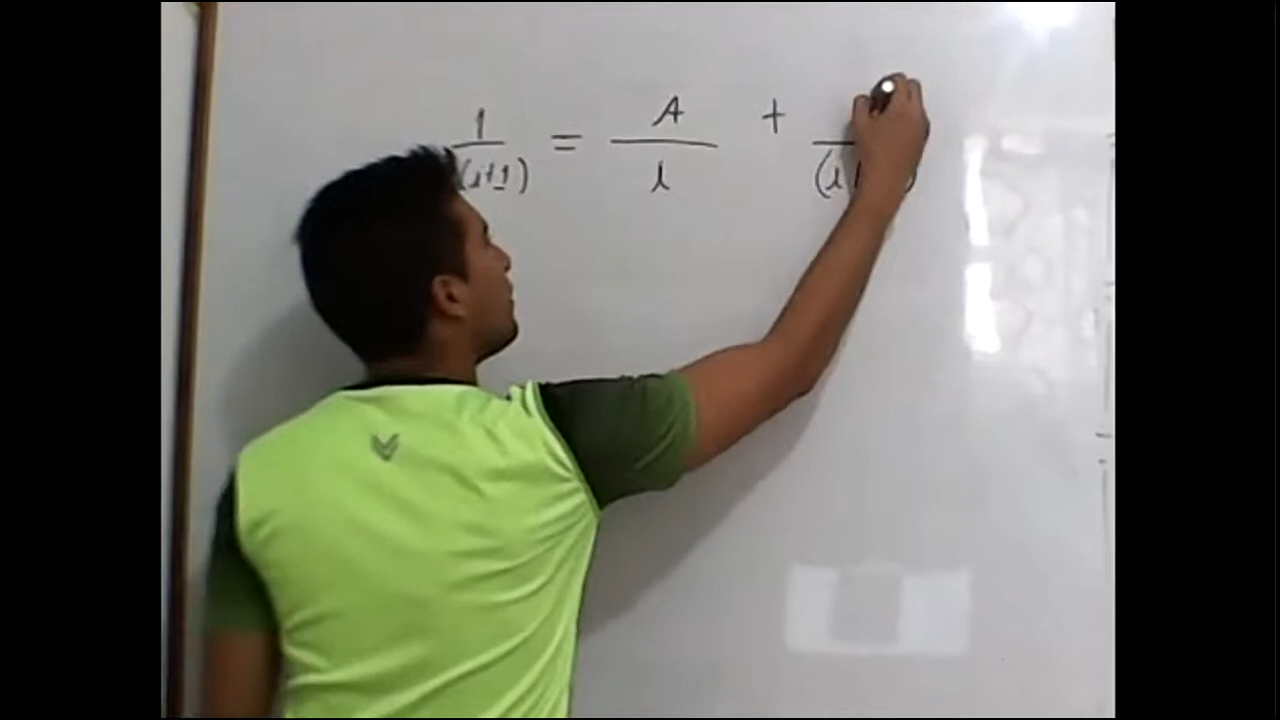 1 = A +
(i+1) i (i